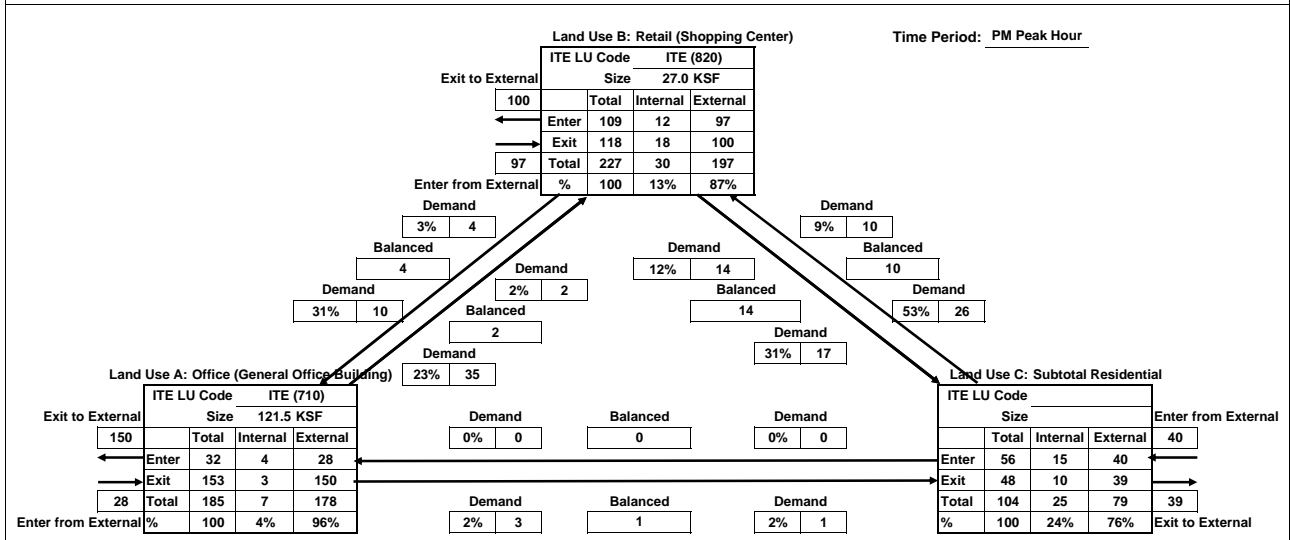 Land Use B: Retail (Shopping Center)
Time Period: PM Peak Hour
ITE LU Code ITE (820)
Exit to External Size 27.0 KSF
100 Total Internal External
Enter 109 12 97
Exit 118 18 100
97 Total 227 30 197
Enter from External % 100 13% 87%
Demand Demand
3% 4 9% 10
Balanced Demand Balanced
4 12% 14 10
Demand
2% 2
Demand Balanced Demand
31% 10 14 53% 26
Balanced
2
Demand
31% 17
Demand
23% 35
Land Use A: Office (General Office Building)
Land Use C: Subtotal Residential
ITE LU Code ITE (710)
ITE LU Code
Exit to External Size 121.5 KSF
Demand Balanced Demand
Size Enter from External
150 Total Internal External
0% 0 0 0% 0
Total Internal External 40
Enter 32 4 28
Enter 56 15 40
Exit 153 3 150
Exit 48 10 39
28 Total 185 7 178
Total 104 25 79 39
Demand Balanced Demand
2% 3 1 2% 1
Enter from External % 100 4% 96%
% 100 24% 76% Exit to External